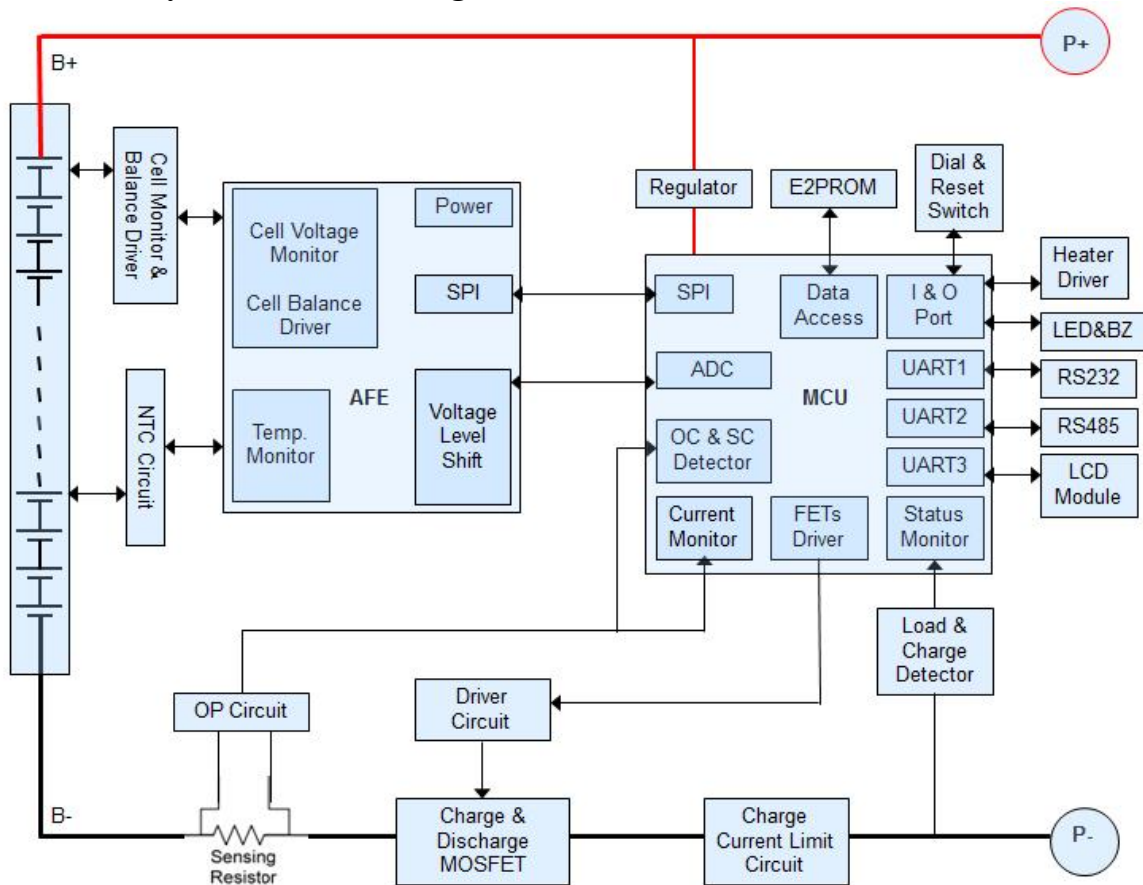 P+
B+
Cell Monitor &
Balance Driver
Cell Voltage
Monitor
Cell Balance
Driver
Power
SPI
AFE
Temp.
Monitor
Voltage
Level
Shift
NTC Circuit
Regulator
E2PROM
Dial &
Reset
Switch
SPI
Data
Access
I & O
Port
Heater
Driver
LED&BZ
ADC
MCU
UART1
RS232
OC & SC
Detector
UART2
RS485
UART3
LCD
Module
Current
Monitor
FETs
Driver
Status
Monitor
Load &
Charge
Detector
OP Circuit
Driver
Circuit
B-
Sensing
Resistor
Charge &
Discharge
MOSFET
Charge
Current Limit
Circuit
P-